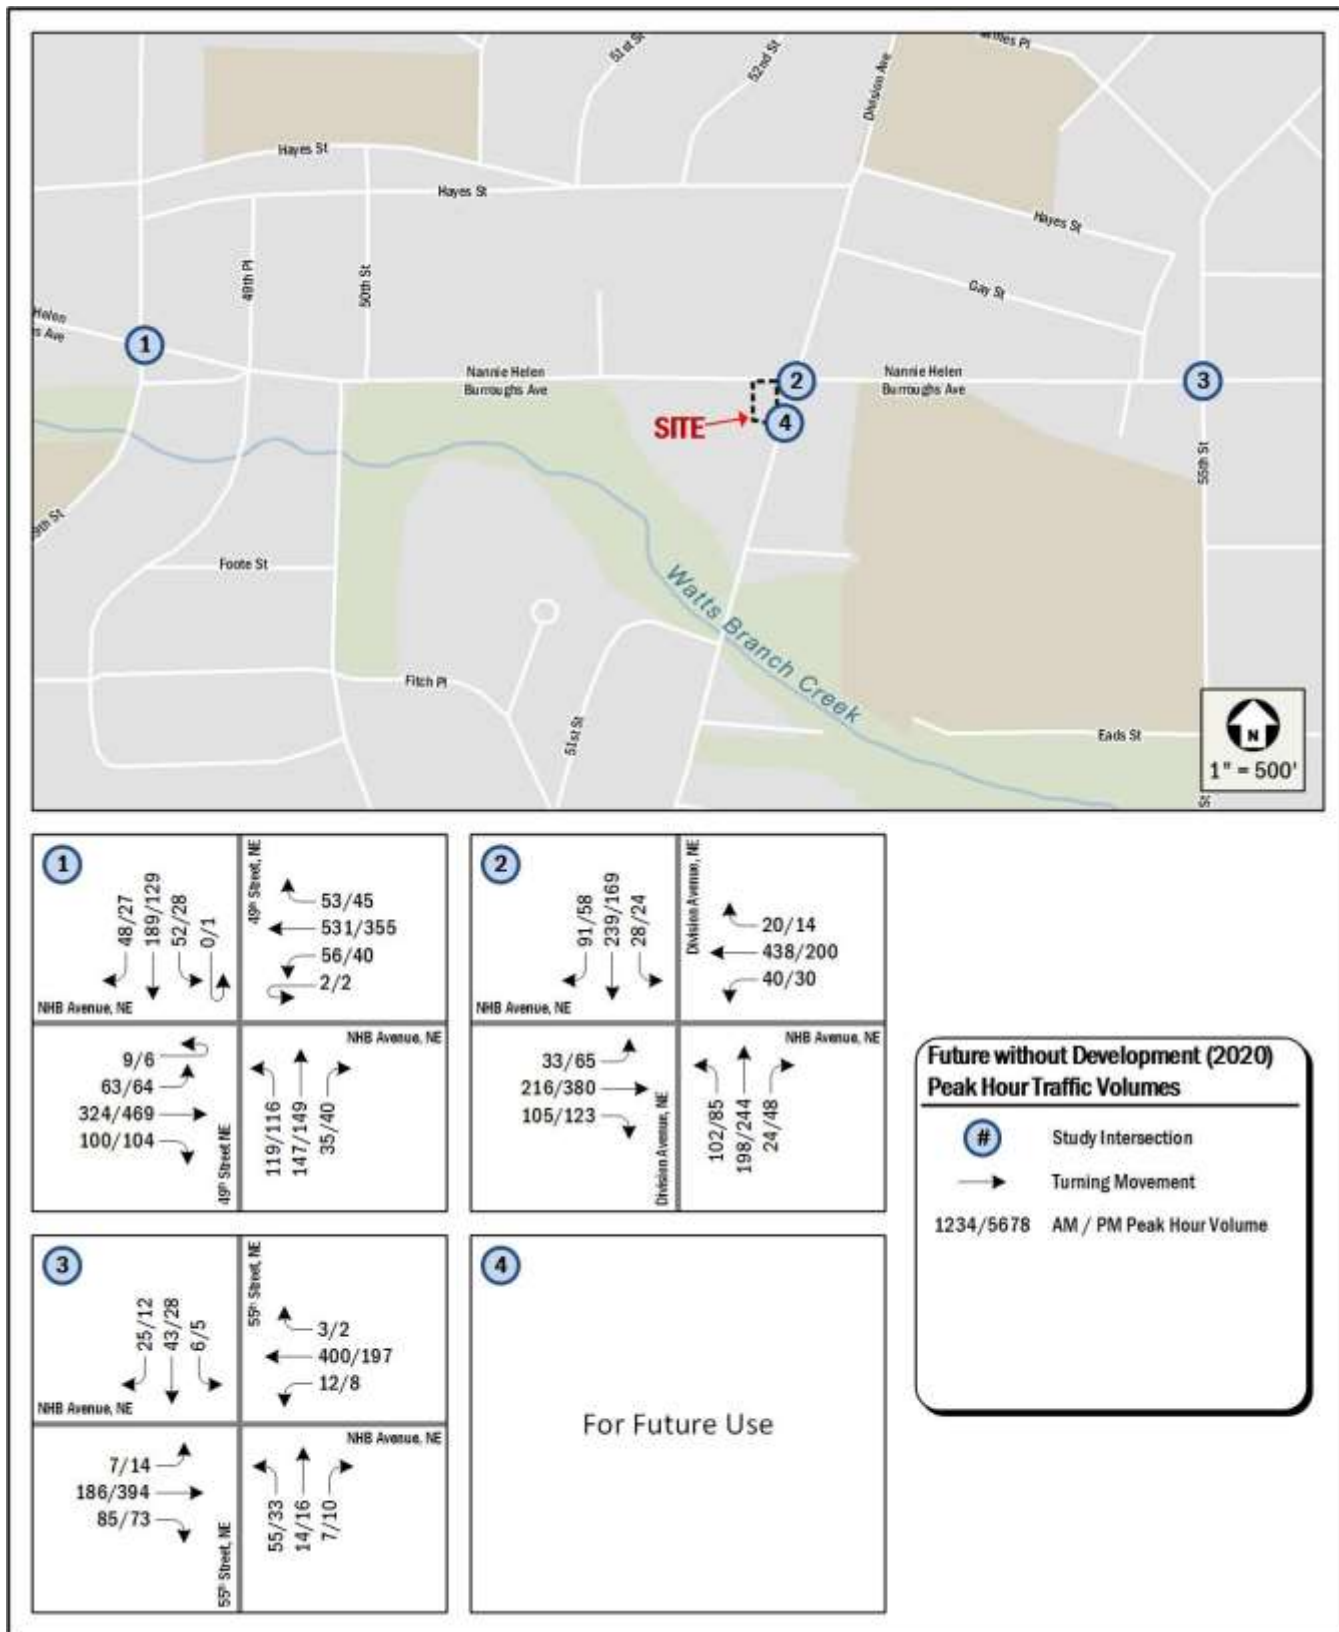 51st St
52nd St
Division Ave
Hayes St
Hayes St
Hayes St
49th Pl
50th St
Gay St
Helen
1
Nannie Helen
Burroughs Ave
2
Nannie Helen
Burroughs Ave
3
SITE
4
55th St
9th St
Foote St
Watts Branch Creek
Fitch Pl
51st St
Eads St
N
1" = 500'
St
1
48/27
189/129
52/28
0/1
49th Street, NE
53/45
531/355
56/40
2/2
NHB Avenue, NE
NHB Avenue, NE
9/6
63/64
324/469
100/104
49th Street NE
119/116
147/149
35/40
2
91/58
239/169
28/24
Division Avenue, NE
20/14
438/200
40/30
NHB Avenue, NE
NHB Avenue, NE
33/65
216/380
105/123
Division Avenue, NE
102/85
198/244
24/48
Future without Development (2020)
Peak Hour Traffic Volumes
# Study Intersection
Turning Movement
1234/5678 AM / PM Peak Hour Volume
3
25/12
43/28
6/5
55th Street, NE
3/2
400/197
12/8
NHB Avenue, NE
NHB Avenue, NE
7/14
186/394
85/73
55th Street, NE
55/33
14/16
7/10
4
For Future Use